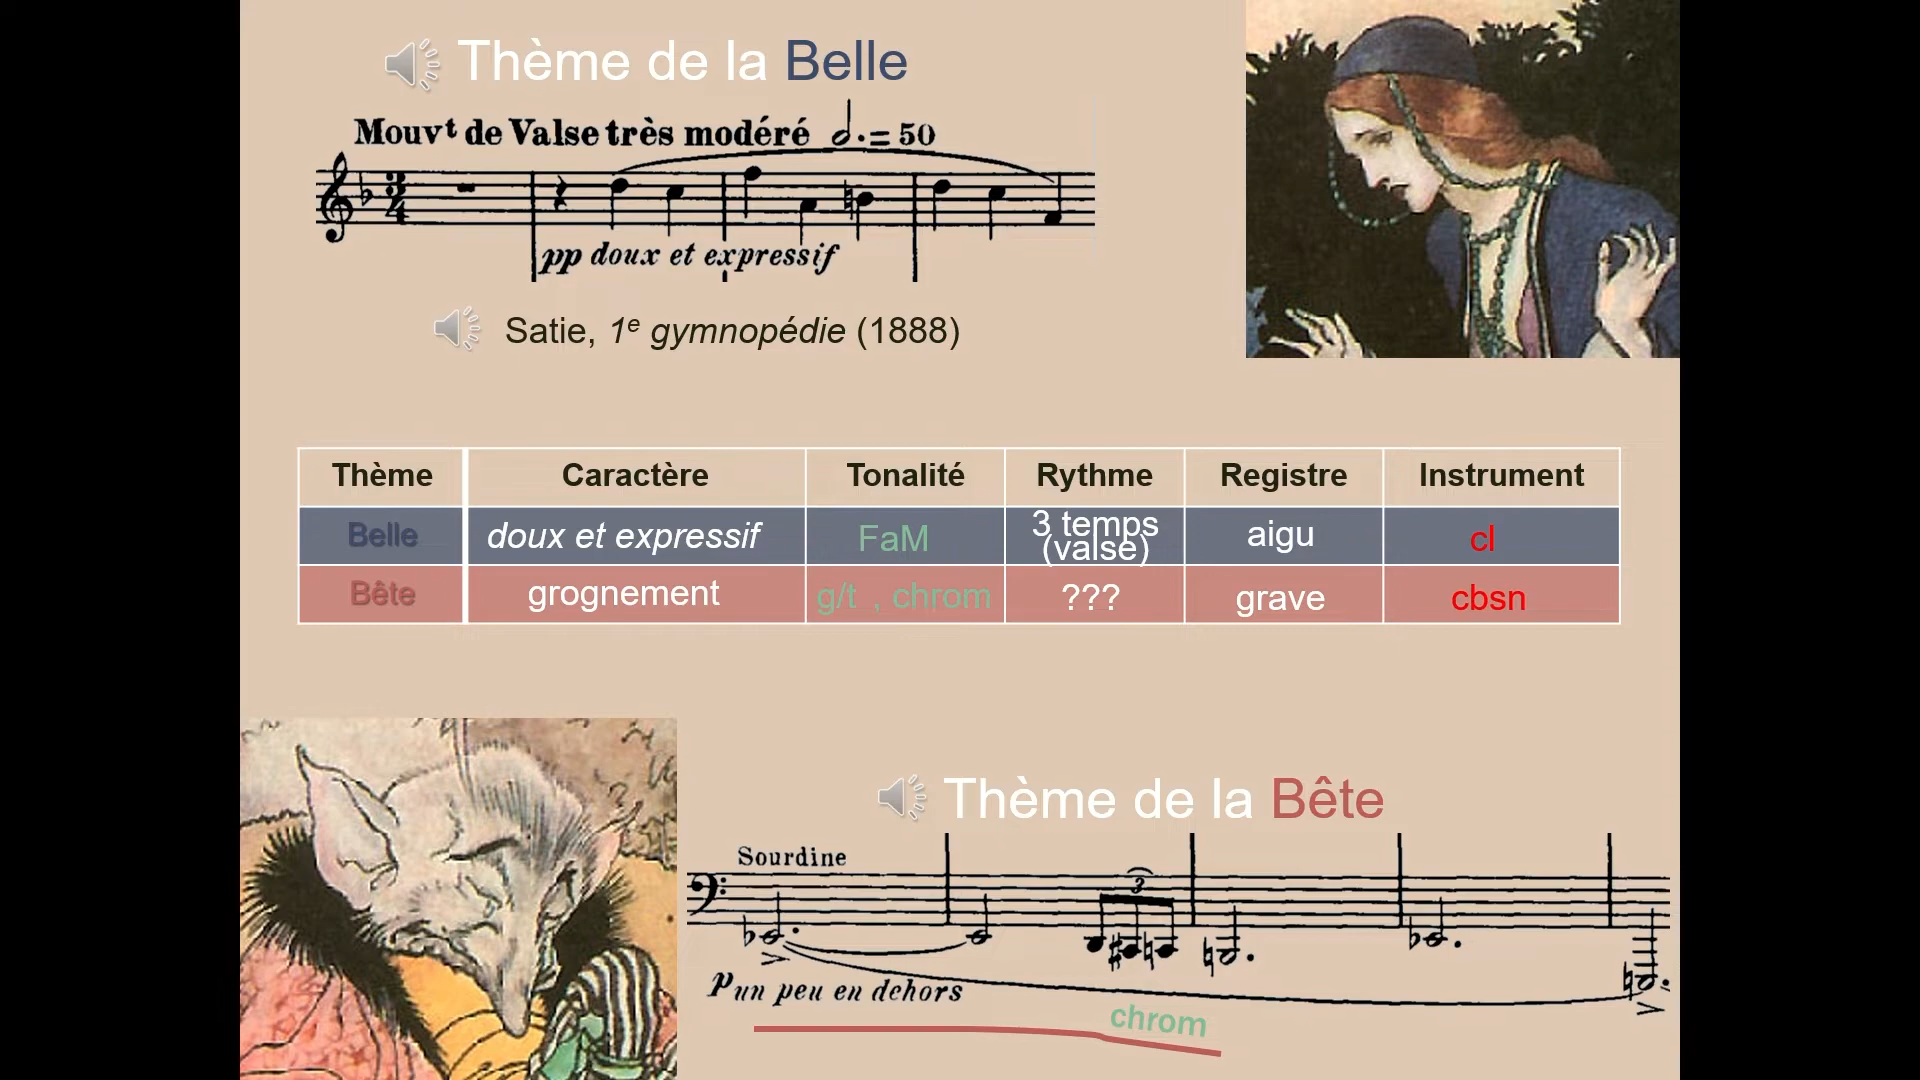 Thème de la Belle
Mouvt de Valse très modéré 𝅗𝅥. = 50
3
4
pp doux et expressif
Satie, 1e gymnopédie (1888)
Thème Caractère Tonalité Rythme Registre Instrument
Belle doux et expressif FaM 3 temps (valse) aigu cl
Bête grognement g/t , chrom ??? grave cbsn
Thème de la Bête
Sourdine
3
p un peu en dehors
chrom